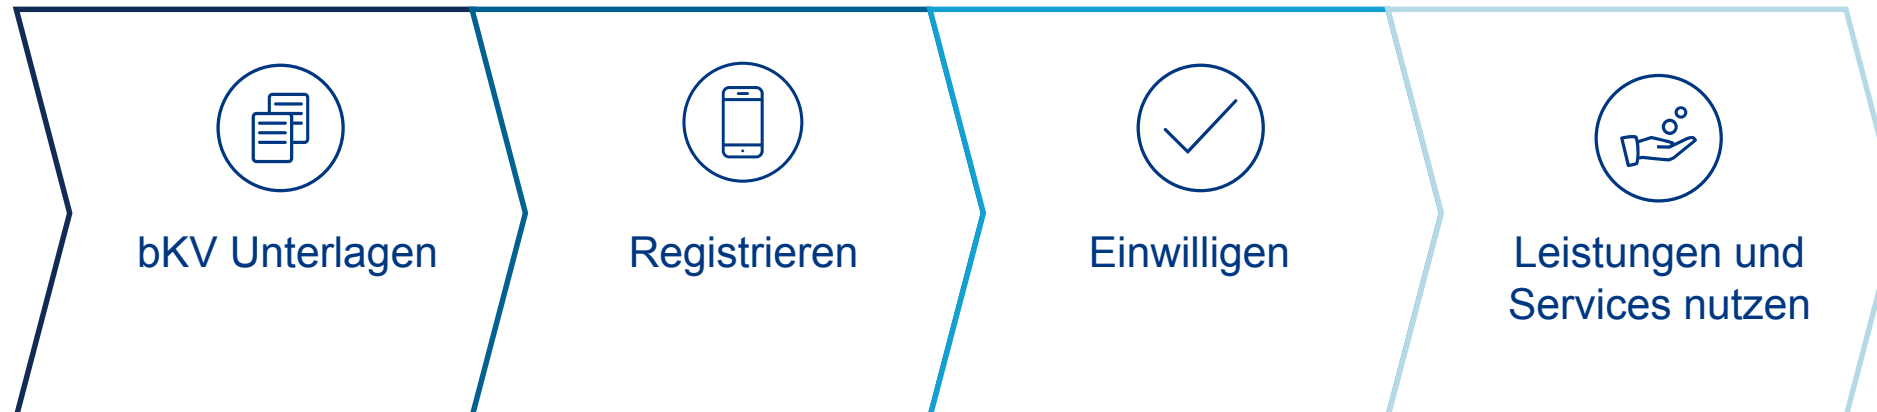 bKV Unterlagen
Registrieren
Einwilligen
Leistungen und
Services nutzen